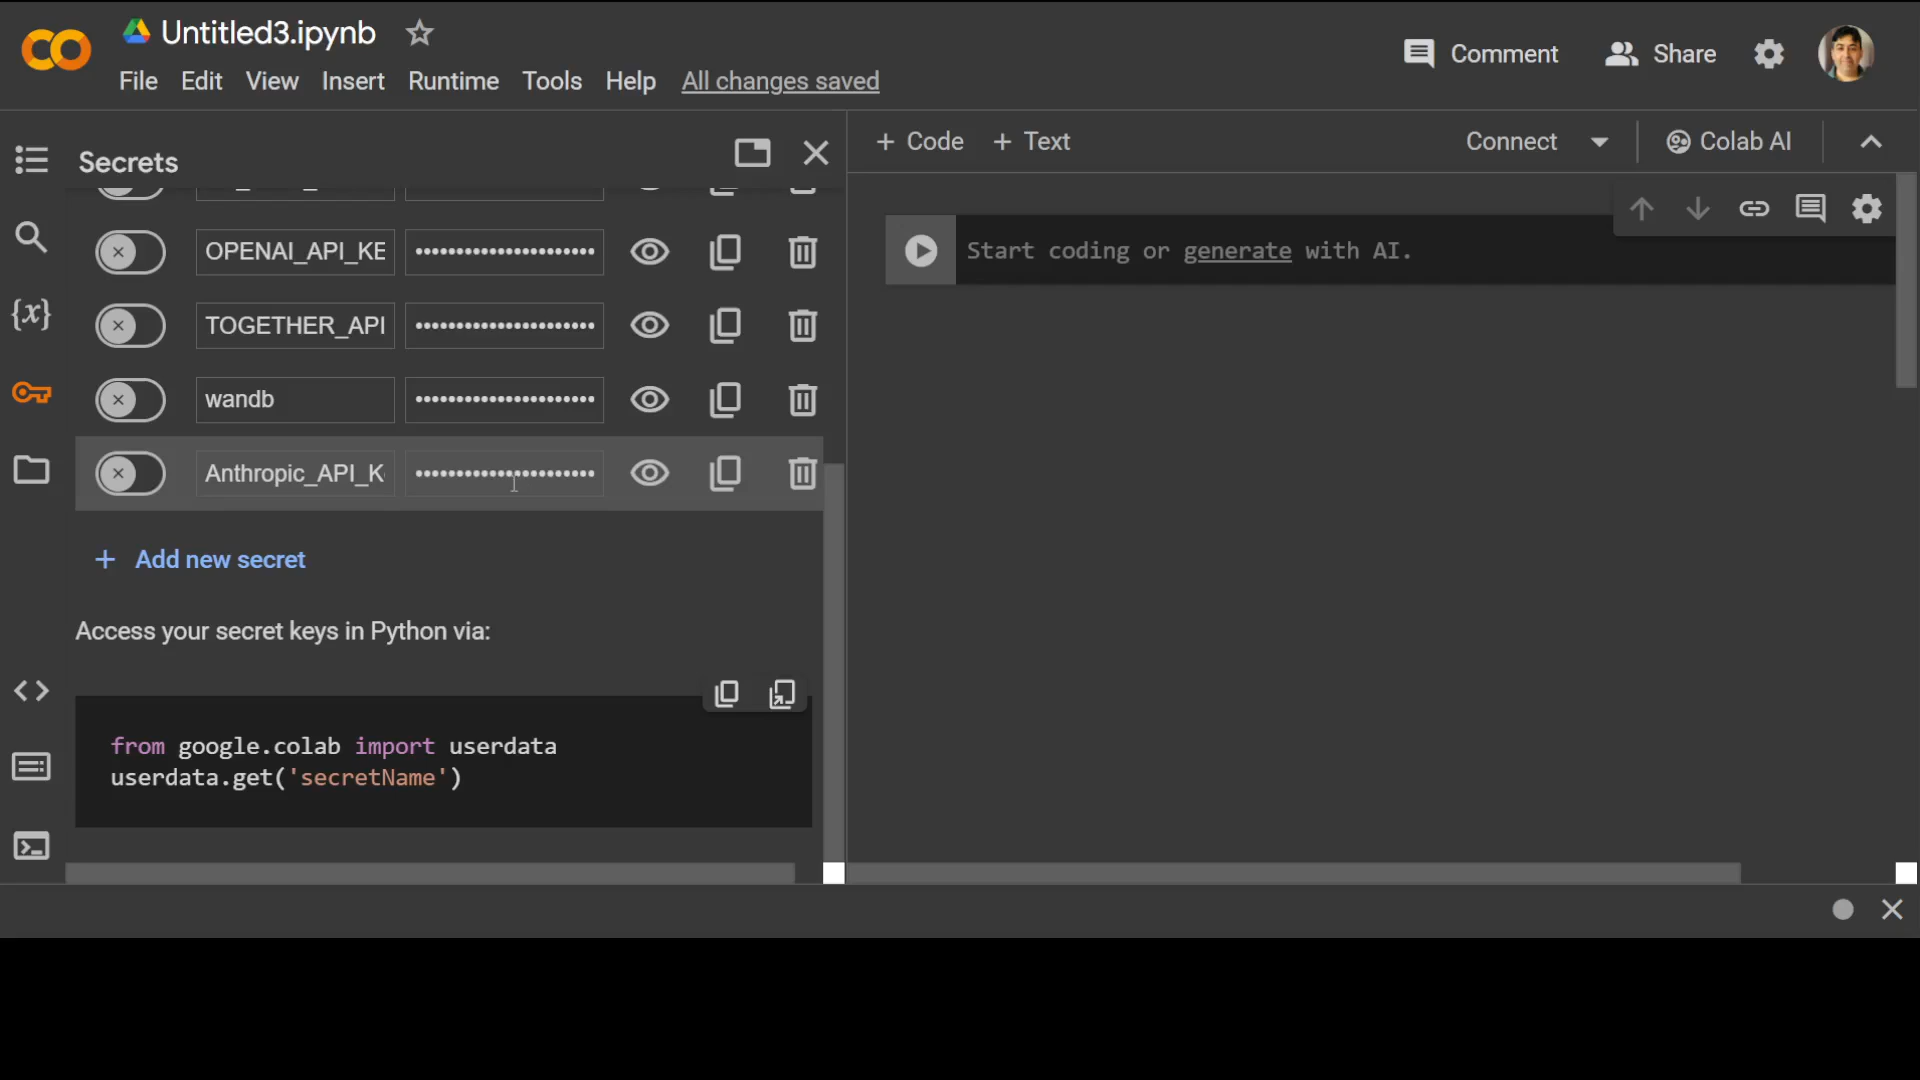 Untitled3.ipynb
File Edit View Insert Runtime Tools Help All changes saved
Comment Share
Secrets
+ Code + Text
Connect
Colab AI
OPENAI_API_KE
Start coding or generate with AI.
{x}
TOGETHER_API
wandb
Anthropic_API_K
+ Add new secret
Access your secret keys in Python via:
from google.colab import userdata
userdata.get('secretName')